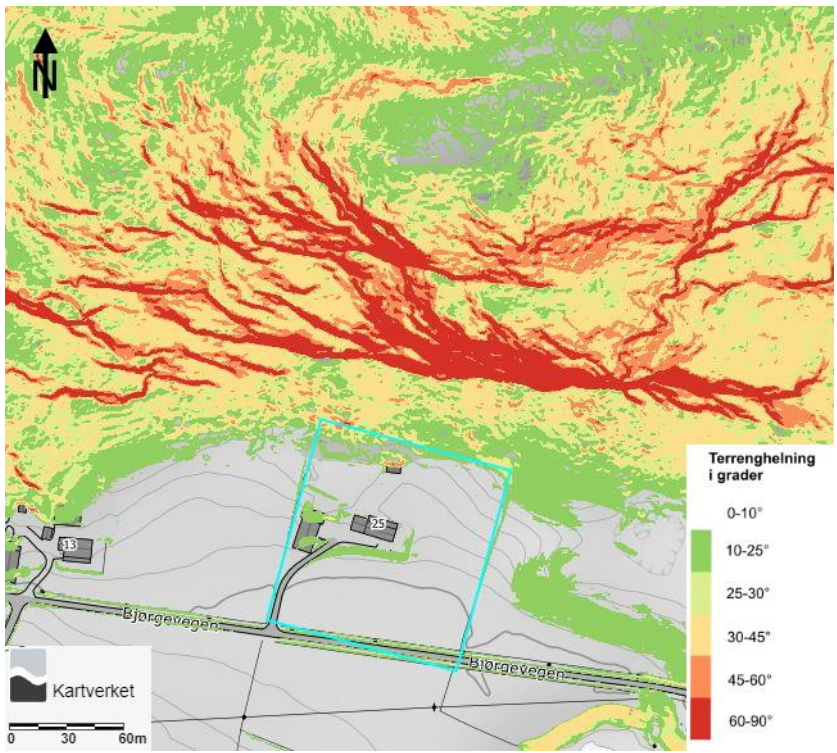 N
25
13
Bjørgevegen
Bjørgevegen
Kartverket
0 30 60m
Terrenghelning
i grader
0-10°
10-25°
25-30°
30-45°
45-60°
60-90°